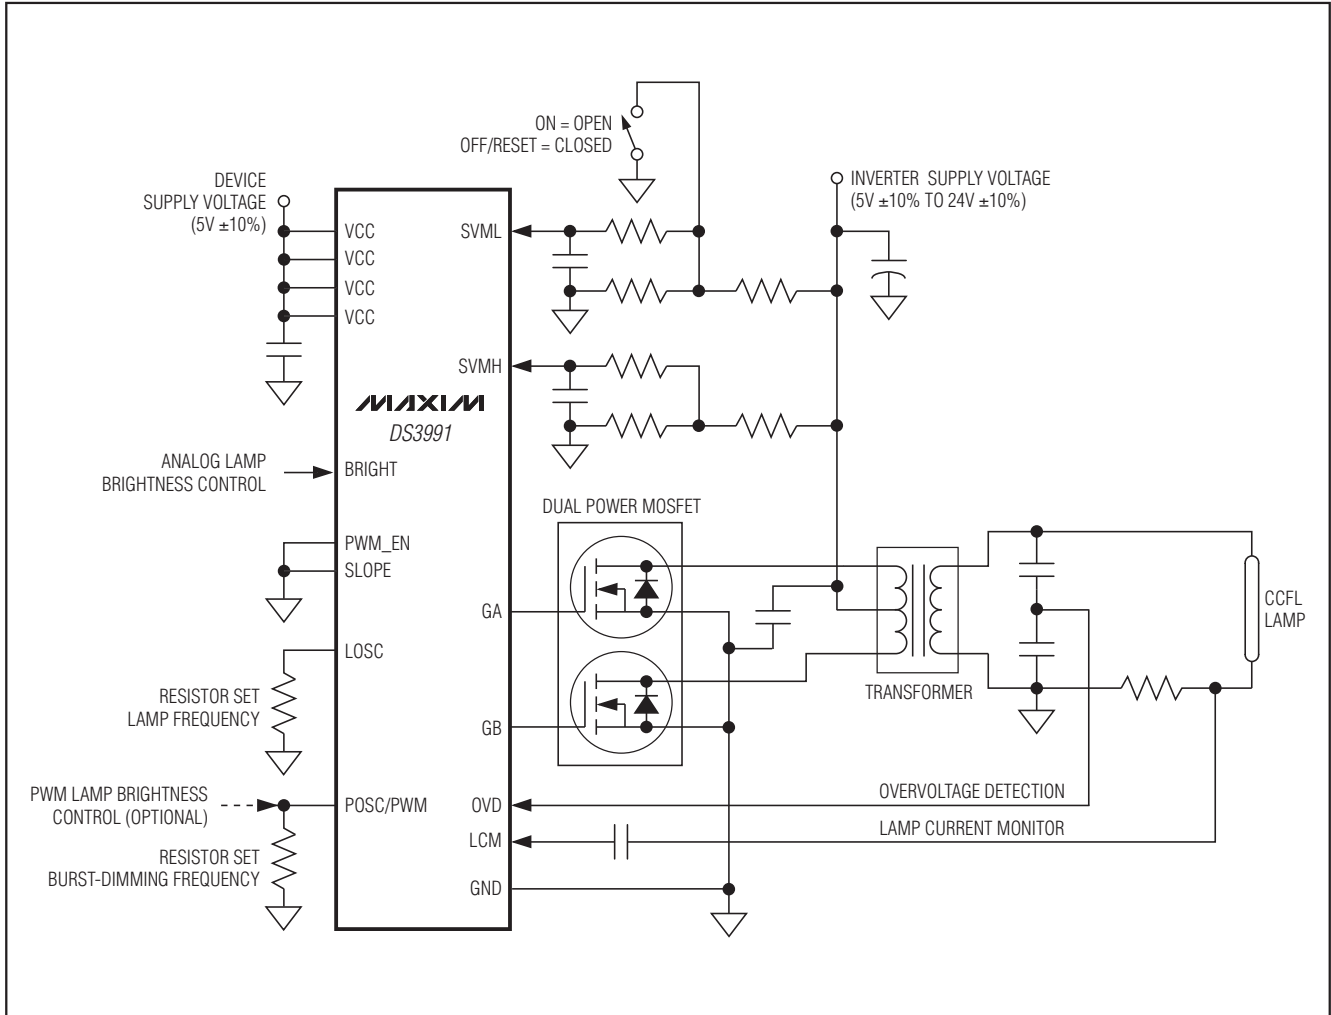 ON = OPEN
OFF/RESET = CLOSED
DEVICE
SUPPLY VOLTAGE
(5V ±10%)
INVERTER SUPPLY VOLTAGE
(5V ±10% TO 24V ±10%)
VCC
VCC
VCC
VCC
SVML
SVMH
MAXIM
DS3991
ANALOG LAMP
BRIGHTNESS CONTROL
BRIGHT
DUAL POWER MOSFET
PWM_EN
SLOPE
GA
CCFL
LAMP
LOSC
RESISTOR SET
LAMP FREQUENCY
TRANSFORMER
GB
PWM LAMP BRIGHTNESS
CONTROL (OPTIONAL)
POSC/PWM
OVD
OVERVOLTAGE DETECTION
LCM
LAMP CURRENT MONITOR
RESISTOR SET
BURST-DIMMING FREQUENCY
GND